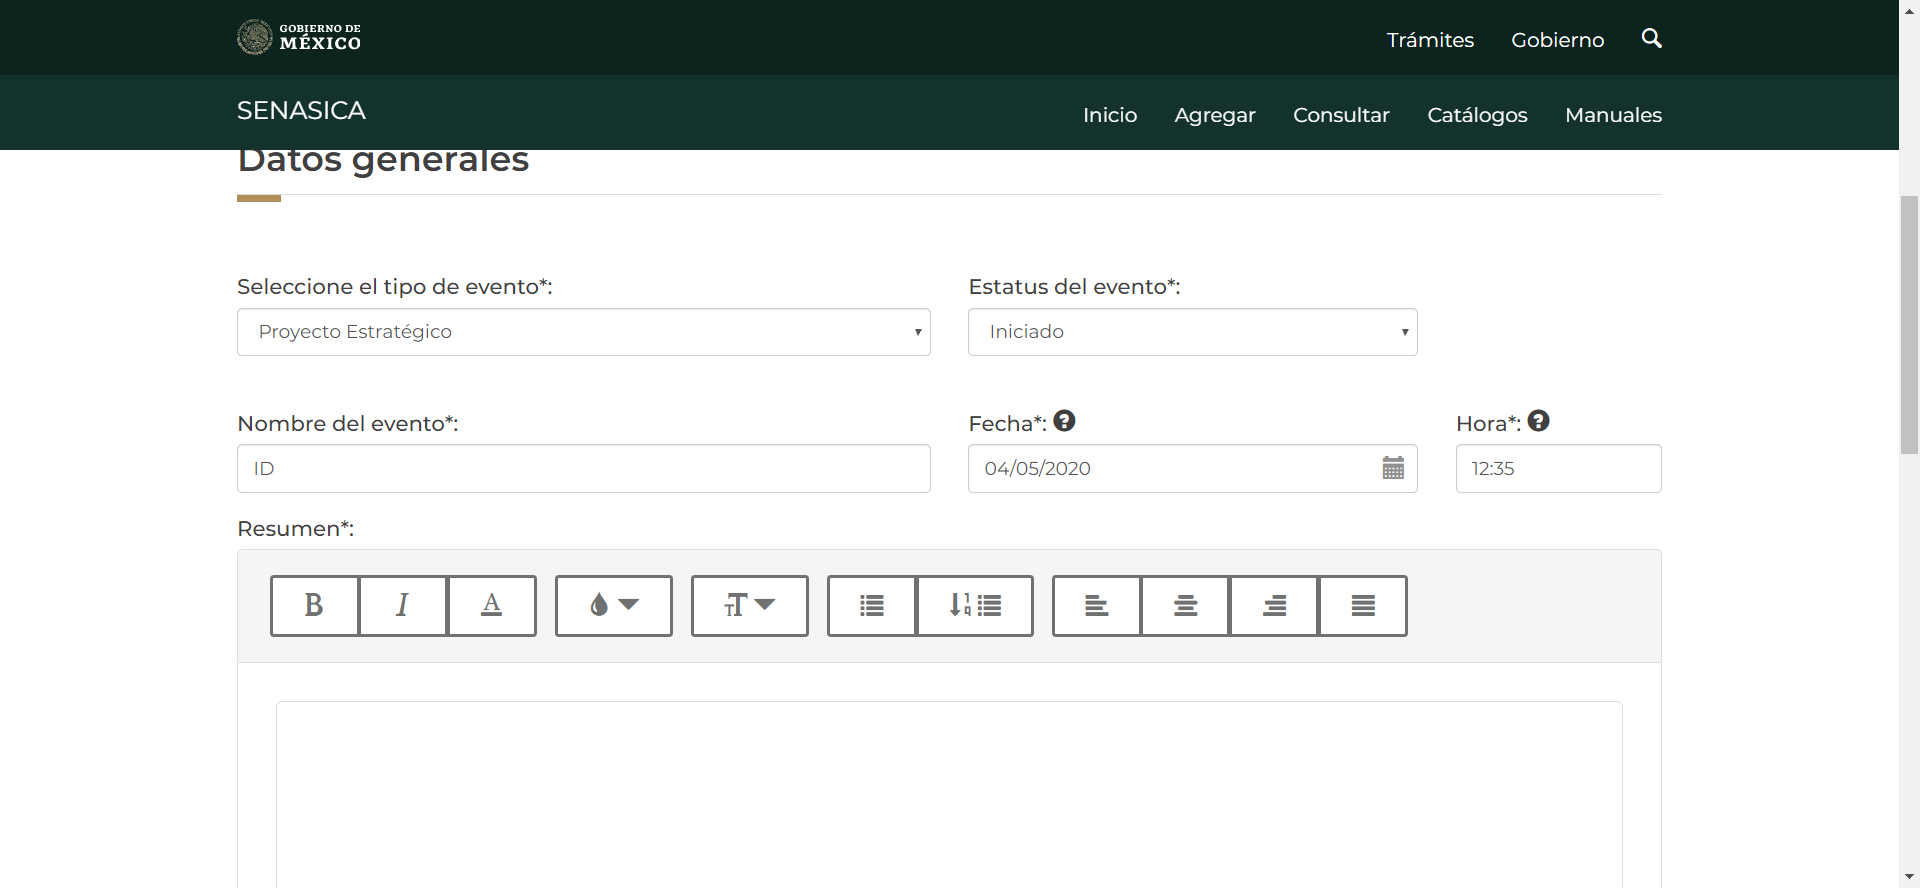 GOBIERNO DE
MÉXICO
Trámites
Gobierno
SENASICA
Inicio
Agregar
Consultar
Catálogos
Manuales
Datos generales
Seleccione el tipo de evento*:
Estatus del evento*:
Proyecto Estratégico
Iniciado
Nombre del evento*:
Fecha*:
Hora*:
ID
04/05/2020
12:35
Resumen*: